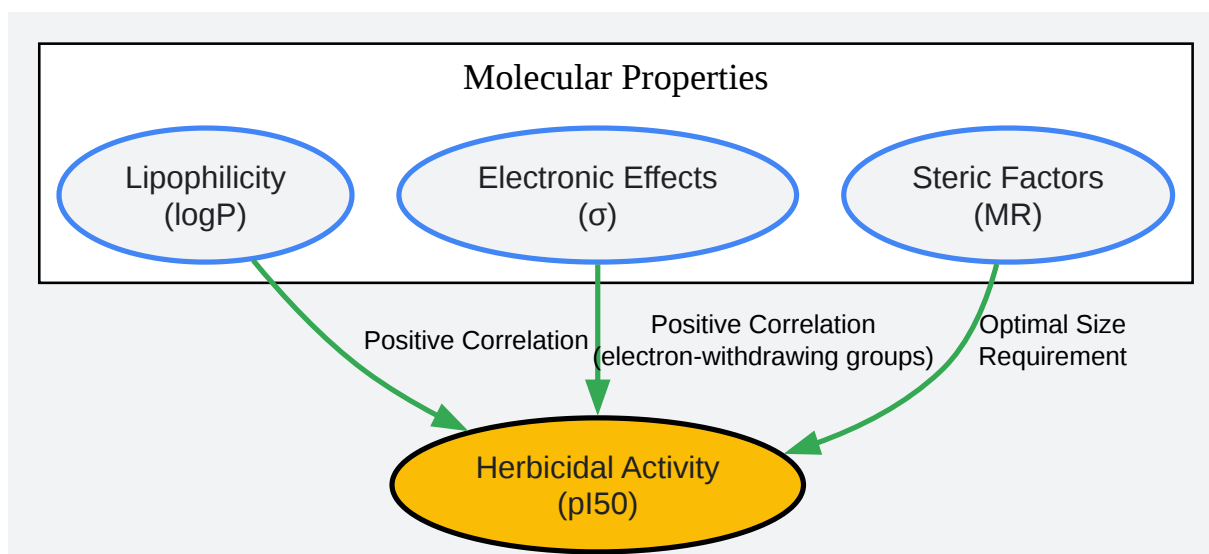 Molecular Properties
Lipophilicity
(logP)
Electronic Effects
(σ)
Steric Factors
(MR)
Positive Correlation
Positive Correlation
(electron-withdrawing groups)
Optimal Size
Requirement
Herbicidal Activity
(pI50)